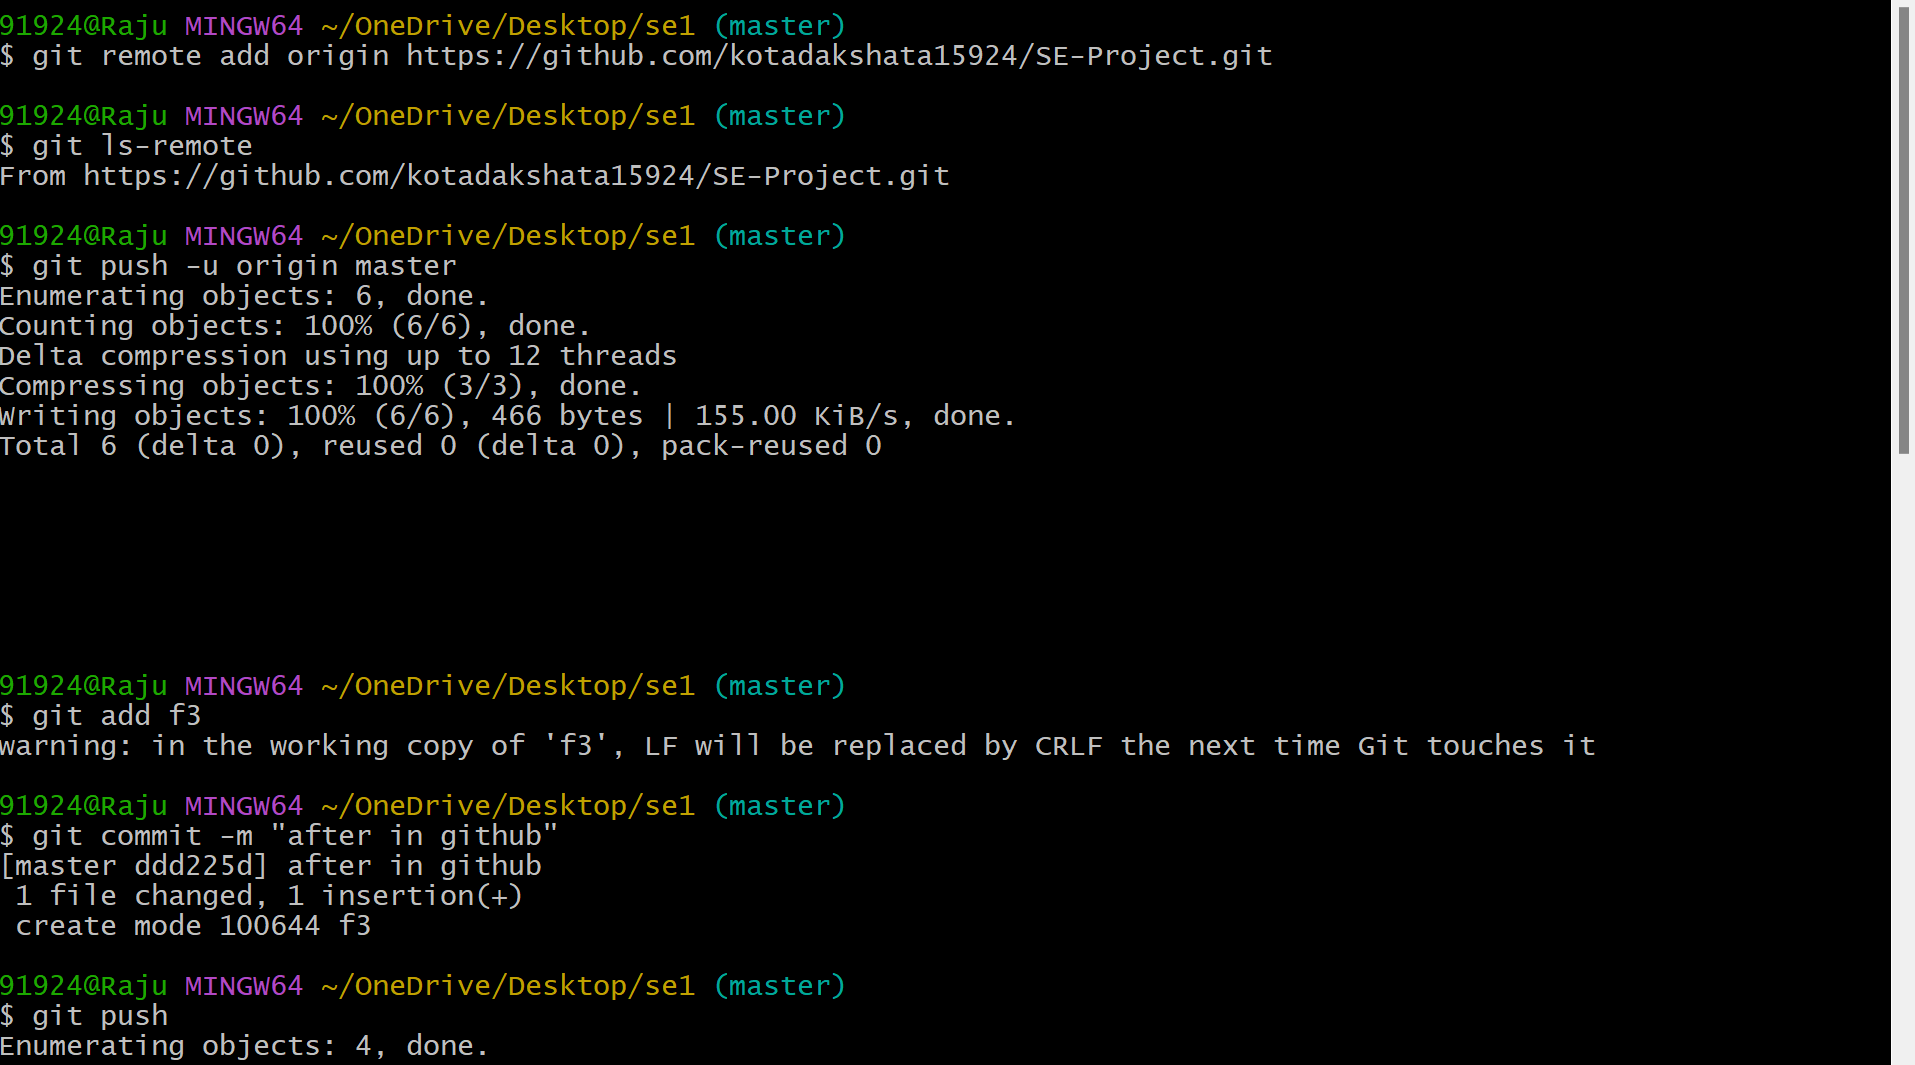 91924@Raju MINGW64 ~/OneDrive/Desktop/se1 (master)
$ git remote add origin https://github.com/kotadakshata15924/SE-Project.git
91924@Raju MINGW64 ~/OneDrive/Desktop/se1 (master)
$ git ls-remote
From https://github.com/kotadakshata15924/SE-Project.git
91924@Raju MINGW64 ~/OneDrive/Desktop/se1 (master)
$ git push -u origin master
Enumerating objects: 6, done.
Counting objects: 100% (6/6), done.
Delta compression using up to 12 threads
Compressing objects: 100% (3/3), done.
Writing objects: 100% (6/6), 466 bytes | 155.00 KiB/s, done.
Total 6 (delta 0), reused 0 (delta 0), pack-reused 0
91924@Raju MINGW64 ~/OneDrive/Desktop/se1 (master)
$ git add f3
warning: in the working copy of 'f3', LF will be replaced by CRLF the next time Git touches it
91924@Raju MINGW64 ~/OneDrive/Desktop/se1 (master)
$ git commit -m "after in github"
[master ddd225d] after in github
 1 file changed, 1 insertion(+)
 create mode 100644 f3
91924@Raju MINGW64 ~/OneDrive/Desktop/se1 (master)
$ git push
Enumerating objects: 4, done.